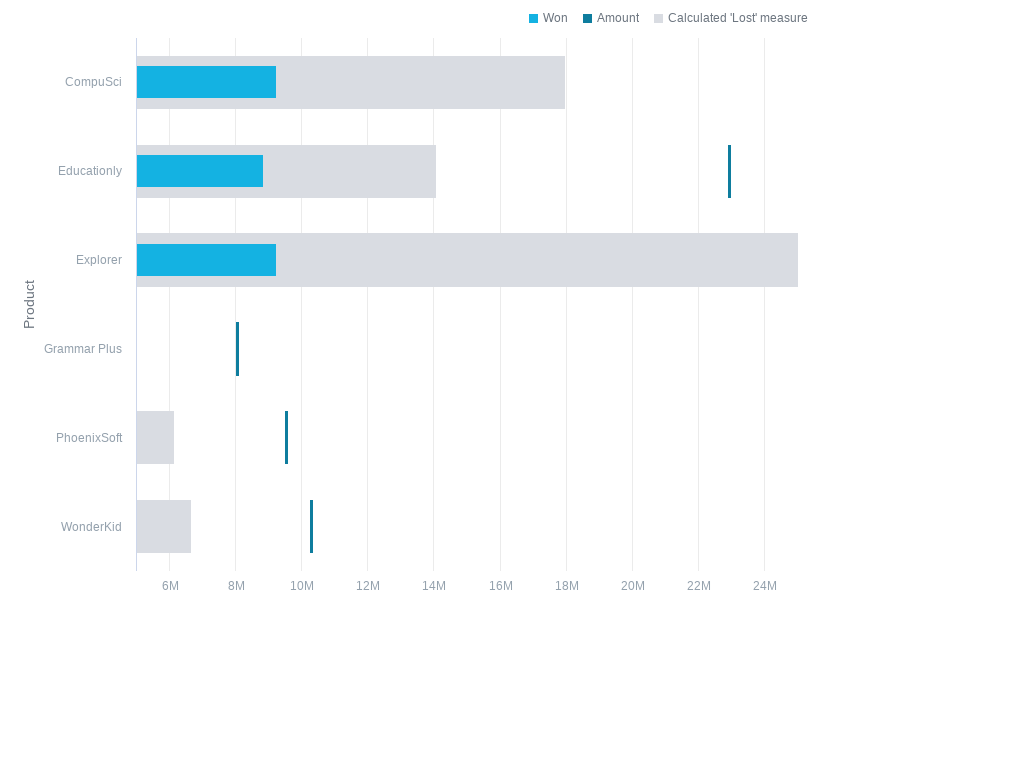 Won Amount Calculated 'Lost' measure
CompuSci
Educationly
Explorer
Product
Grammar Plus
PhoenixSoft
WonderKid
6M 8M 10M 12M 14M 16M 18M 20M 22M 24M